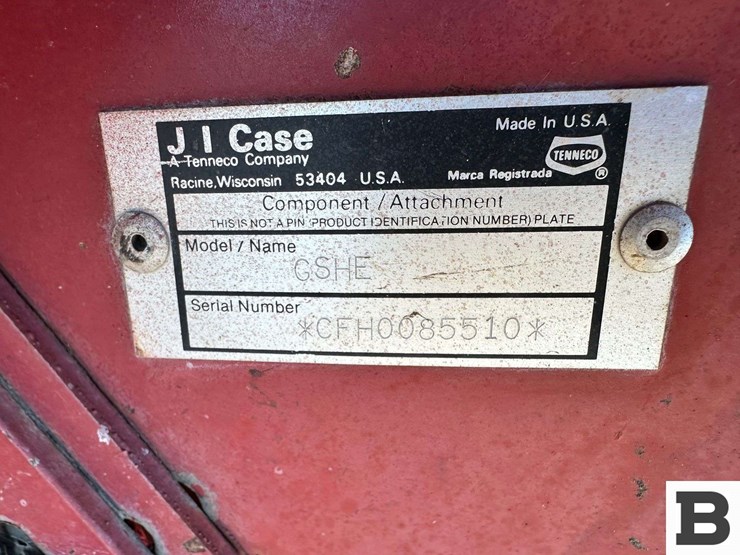 J I Case
Made In U.S.A.
A Tenneco Company
TENNECO
Racine, Wisconsin 53404 U.S.A.
Marca Registrada ®
Component / Attachment
THIS IS NOT A PIN (PRODUCT IDENTIFICATION NUMBER) PLATE
Model / Name
GSHE
Serial Number
*CFH0085510*
B